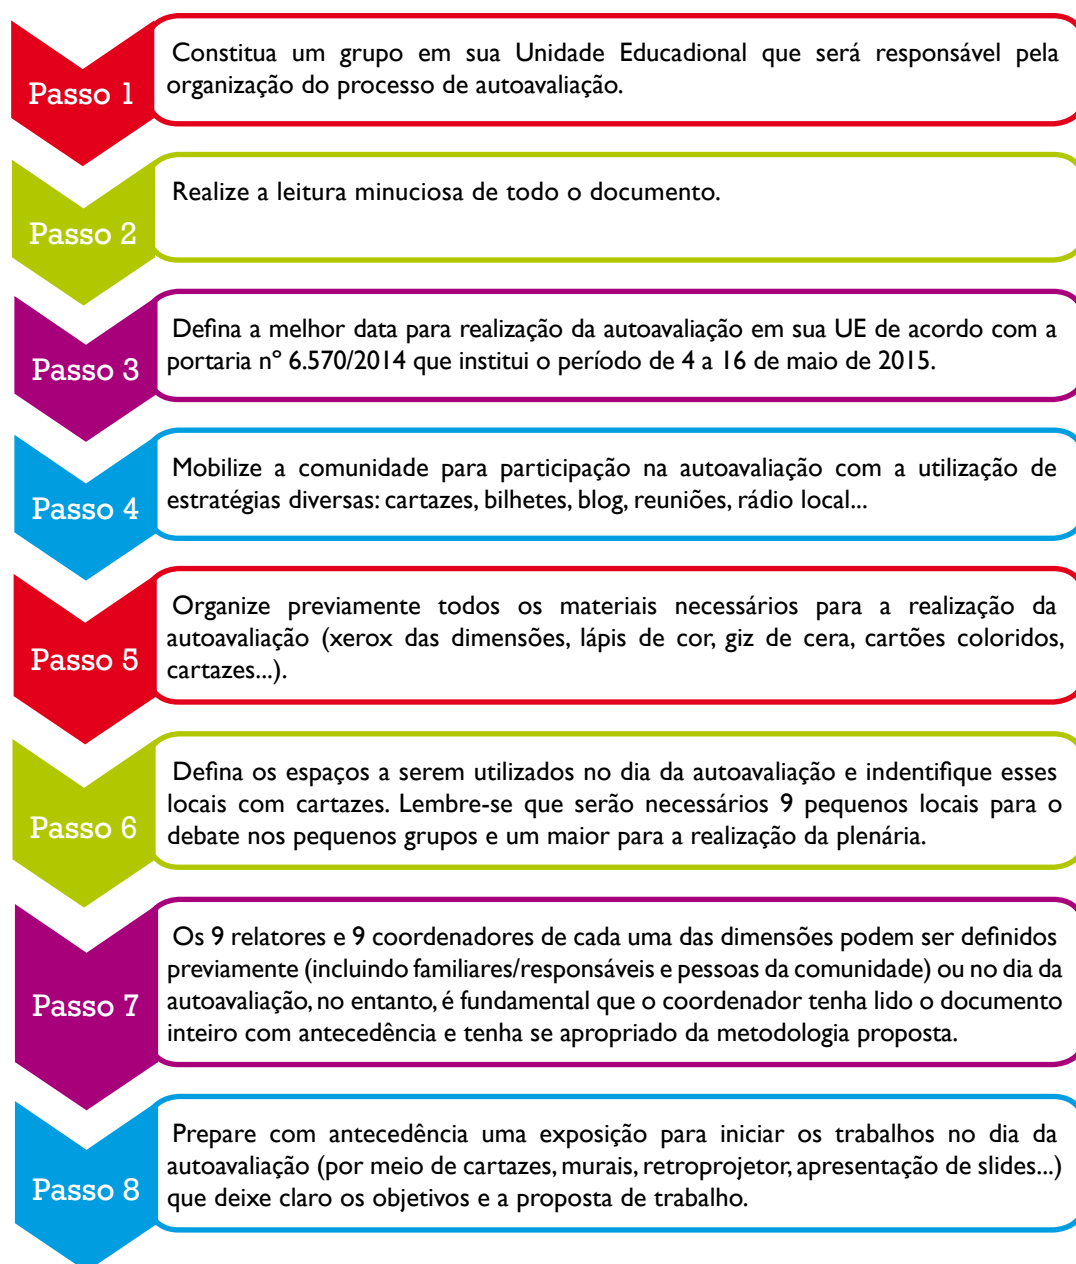 Passo 1
Constitua um grupo em sua Unidade Educadional que será responsável pela
organização do processo de autoavaliação.
Passo 2
Realize a leitura minuciosa de todo o documento.
Passo 3
Defina a melhor data para realização da autoavaliação em sua UE de acordo com a
portaria nº 6.570/2014 que institui o período de 4 a 16 de maio de 2015.
Passo 4
Mobilize a comunidade para participação na autoavaliação com a utilização de
estratégias diversas: cartazes, bilhetes, blog, reuniões, rádio local...
Passo 5
Organize previamente todos os materiais necessários para a realização da
autoavaliação (xerox das dimensões, lápis de cor, giz de cera, cartões coloridos,
cartazes...).
Passo 6
Defina os espaços a serem utilizados no dia da autoavaliação e indentifique esses
locais com cartazes. Lembre-se que serão necessários 9 pequenos locais para o
debate nos pequenos grupos e um maior para a realização da plenária.
Passo 7
Os 9 relatores e 9 coordenadores de cada uma das dimensões podem ser definidos
previamente (incluindo familiares/responsáveis e pessoas da comunidade) ou no dia da
autoavaliação, no entanto, é fundamental que o coordenador tenha lido o documento
inteiro com antecedência e tenha se apropriado da metodologia proposta.
Passo 8
Prepare com antecedência uma exposição para iniciar os trabalhos no dia da
autoavaliação (por meio de cartazes, murais, retroprojetor, apresentação de slides...)
que deixe claro os objetivos e a proposta de trabalho.